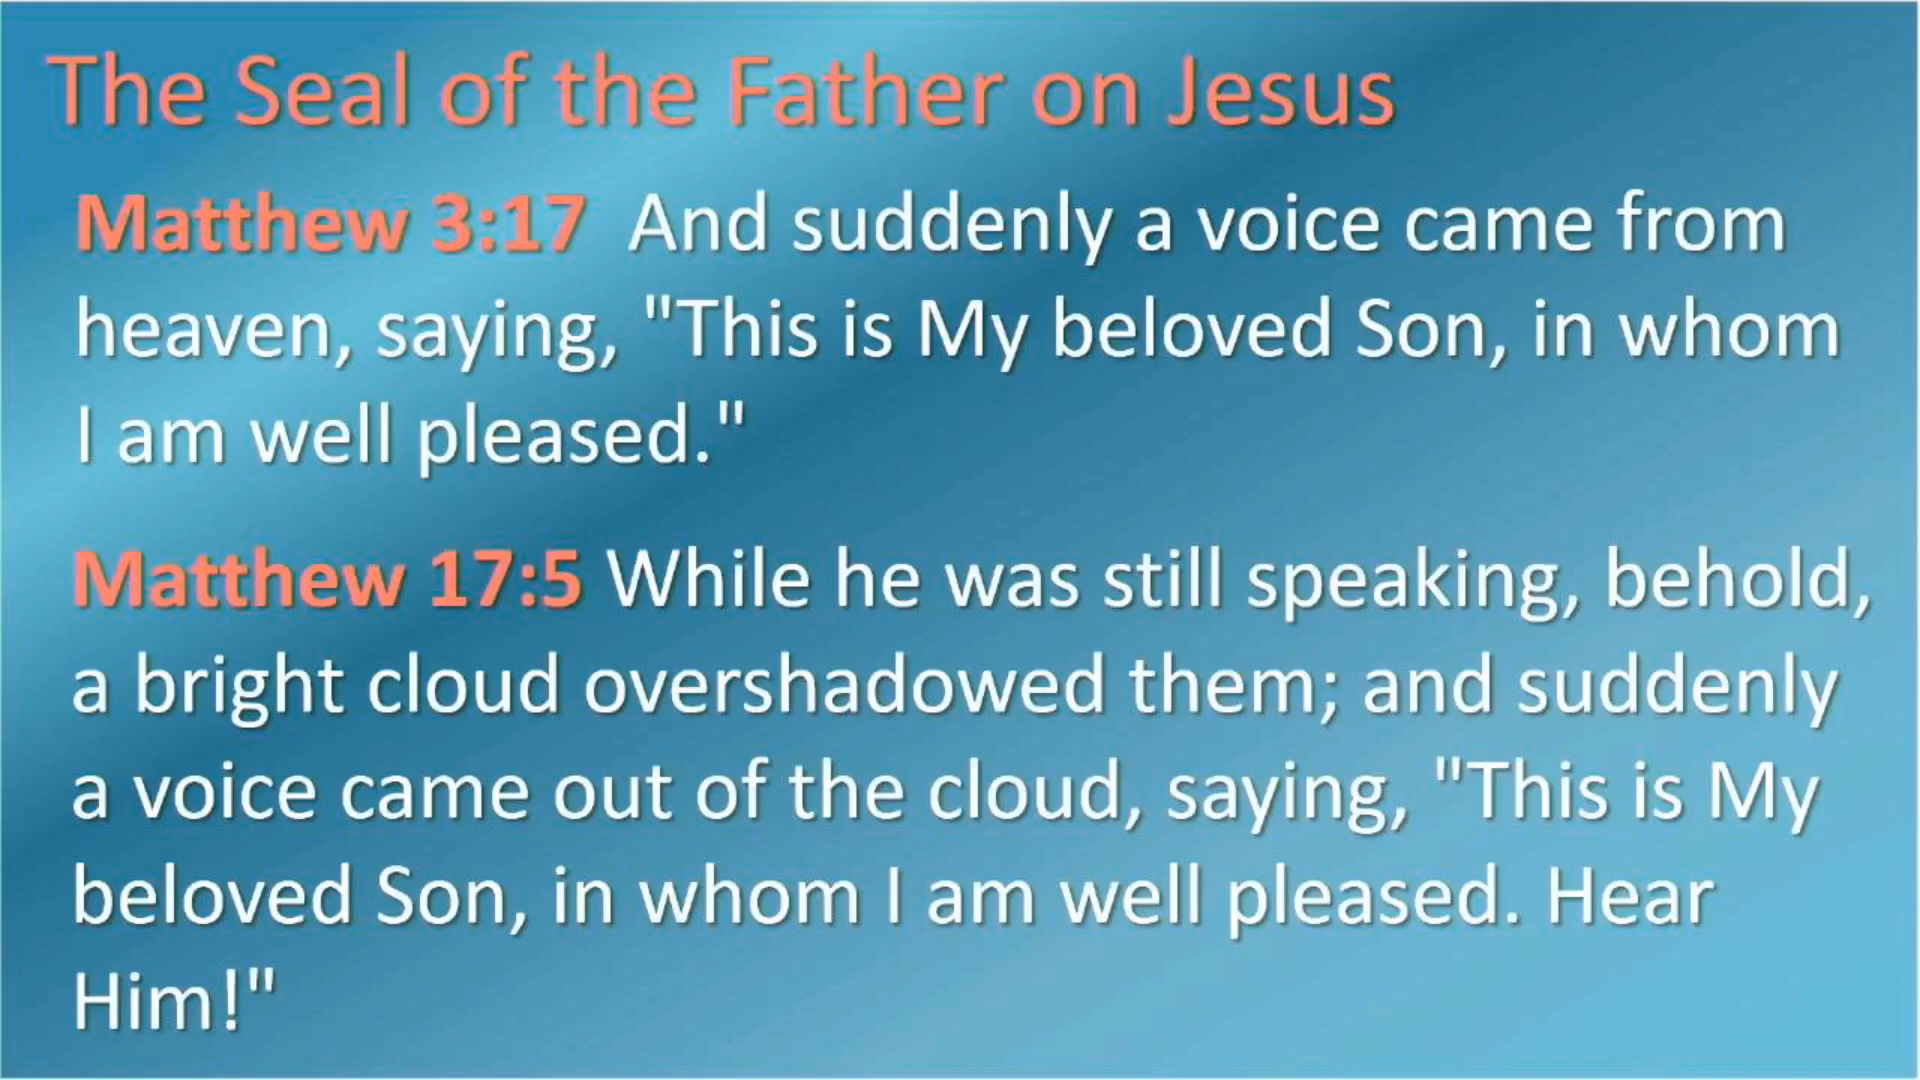 The Seal of the Father on Jesus
Matthew 3:17 And suddenly a voice came from
heaven, saying, "This is My beloved Son, in whom
I am well pleased."
Matthew 17:5 While he was still speaking, behold,
a bright cloud overshadowed them; and suddenly
a voice came out of the cloud, saying, "This is My
beloved Son, in whom I am well pleased. Hear
Him!"